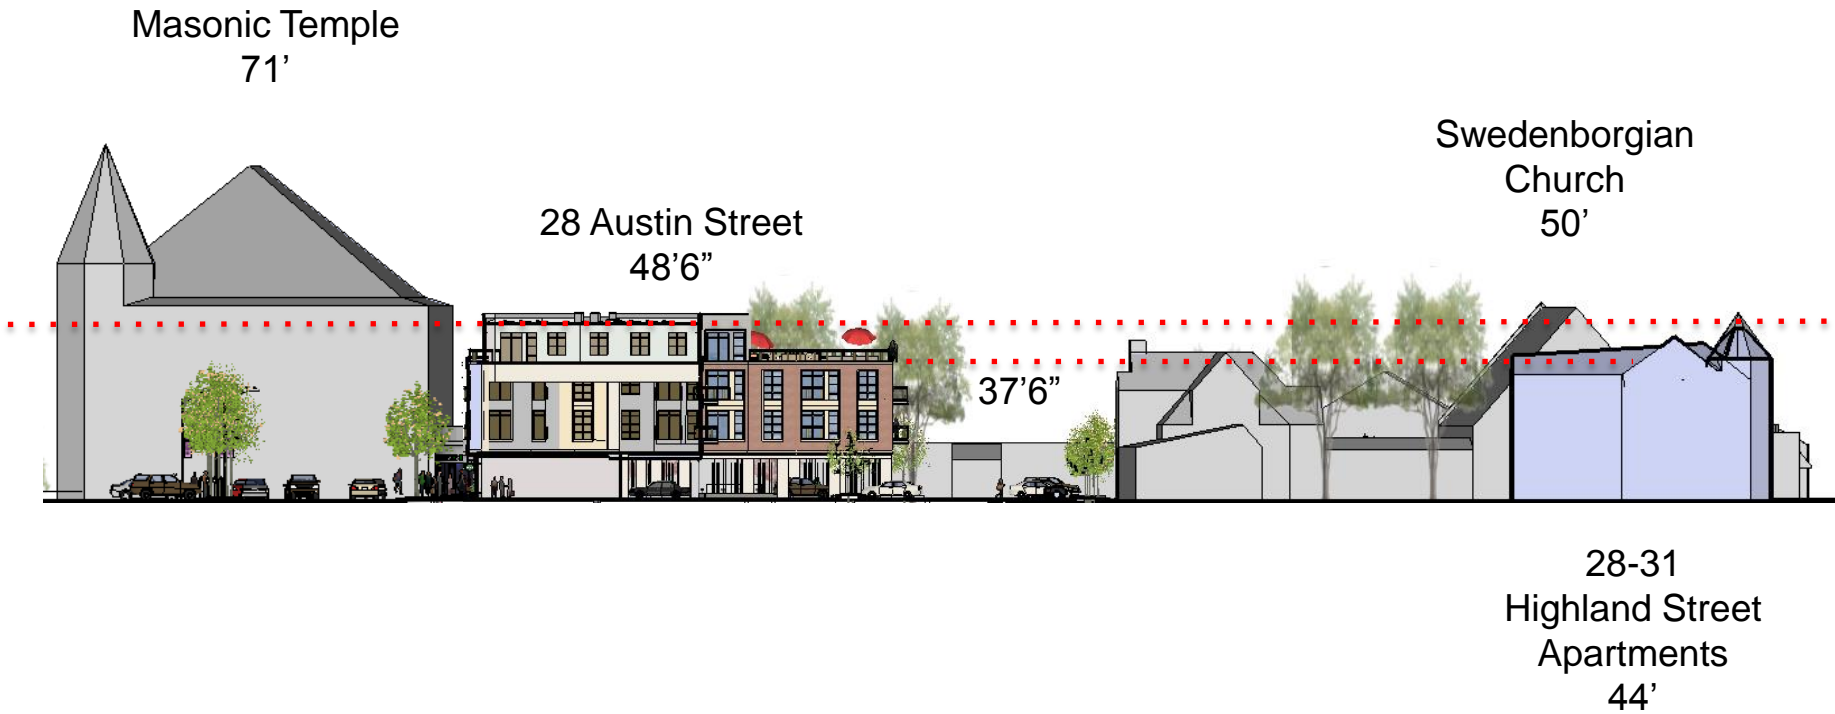 Masonic Temple
71’
28 Austin Street
48’6”
37’6”
Swedenborgian
Church
50’
28-31
Highland Street
Apartments
44’